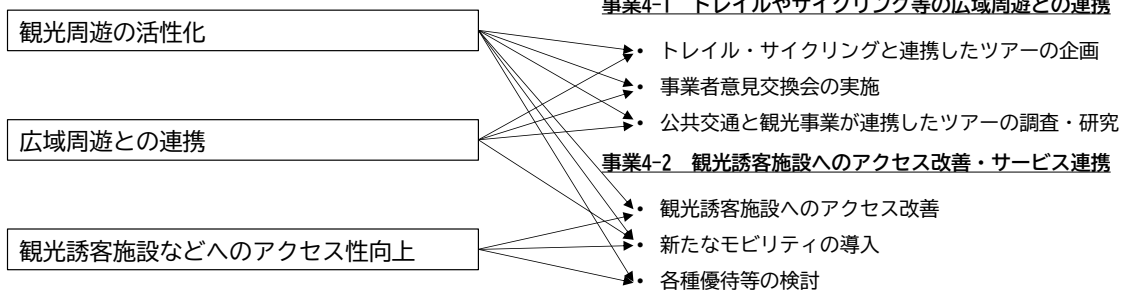 事業4-1　トレイルやサイクリング等の広域周遊との連携
観光周遊の活性化
• トレイル・サイクリングと連携したツアーの企画
• 事業者意見交換会の実施
• 公共交通と観光事業が連携したツアーの調査・研究
広域周遊との連携
事業4-2　観光誘客施設へのアクセス改善・サービス連携
• 観光誘客施設へのアクセス改善
• 新たなモビリティの導入
• 各種優待等の検討
観光誘客施設などへのアクセス性向上